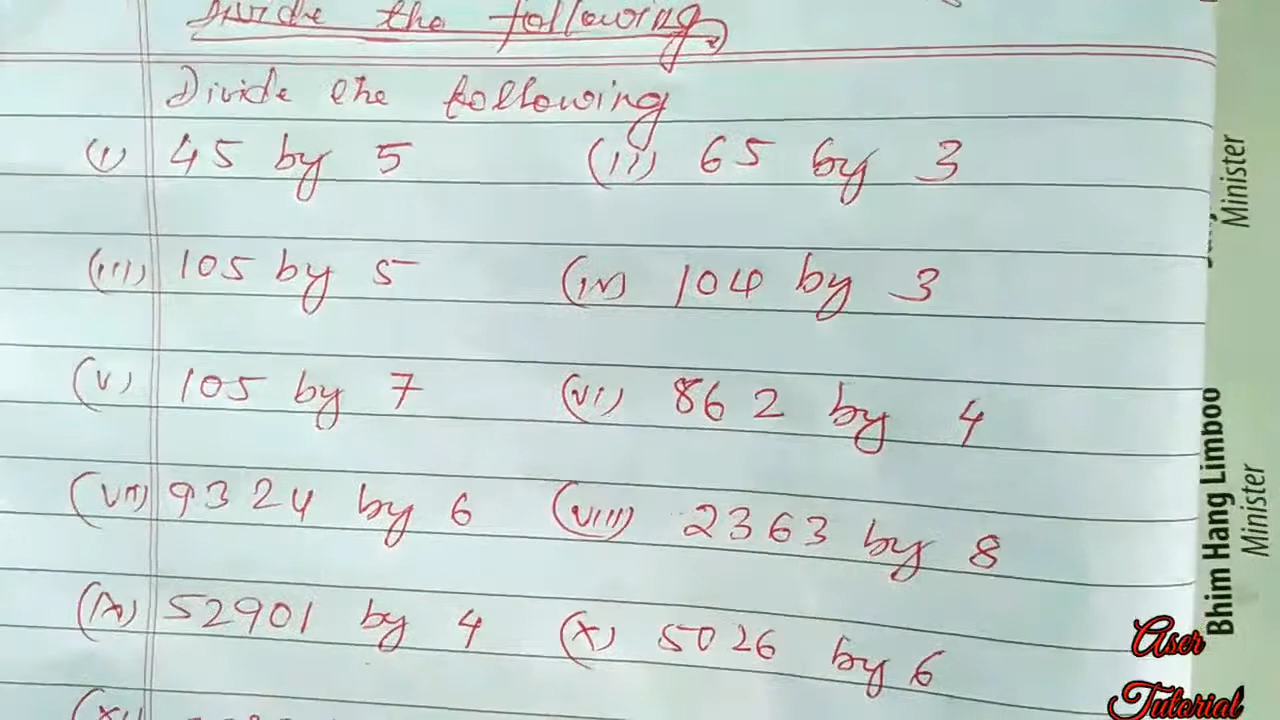 Divide the following
Divide the following
(i) 45 by 5 (ii) 65 by 3
(iii) 105 by 5 (iv) 104 by 3
(v) 105 by 7 (vi) 862 by 4
(vii) 9324 by 6 (viii) 2363 by 8
(ix) 52901 by 4 (x) 5026 by 6
Minister
Bhim Hang Limboo
Minister
Aser
Tutorial